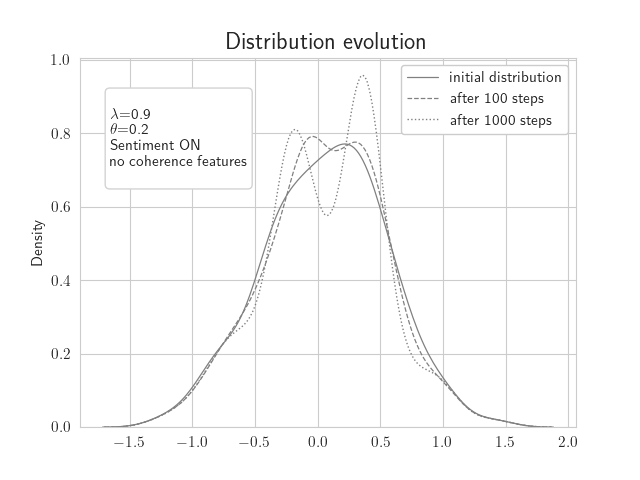 Distribution evolution
1.0
0.8
0.6
0.4
0.2
0.0
Density
λ=0.9
θ=0.2
Sentiment ON
no coherence features
initial distribution
after 100 steps
after 1000 steps
−1.5 −1.0 −0.5 0.0 0.5 1.0 1.5 2.0